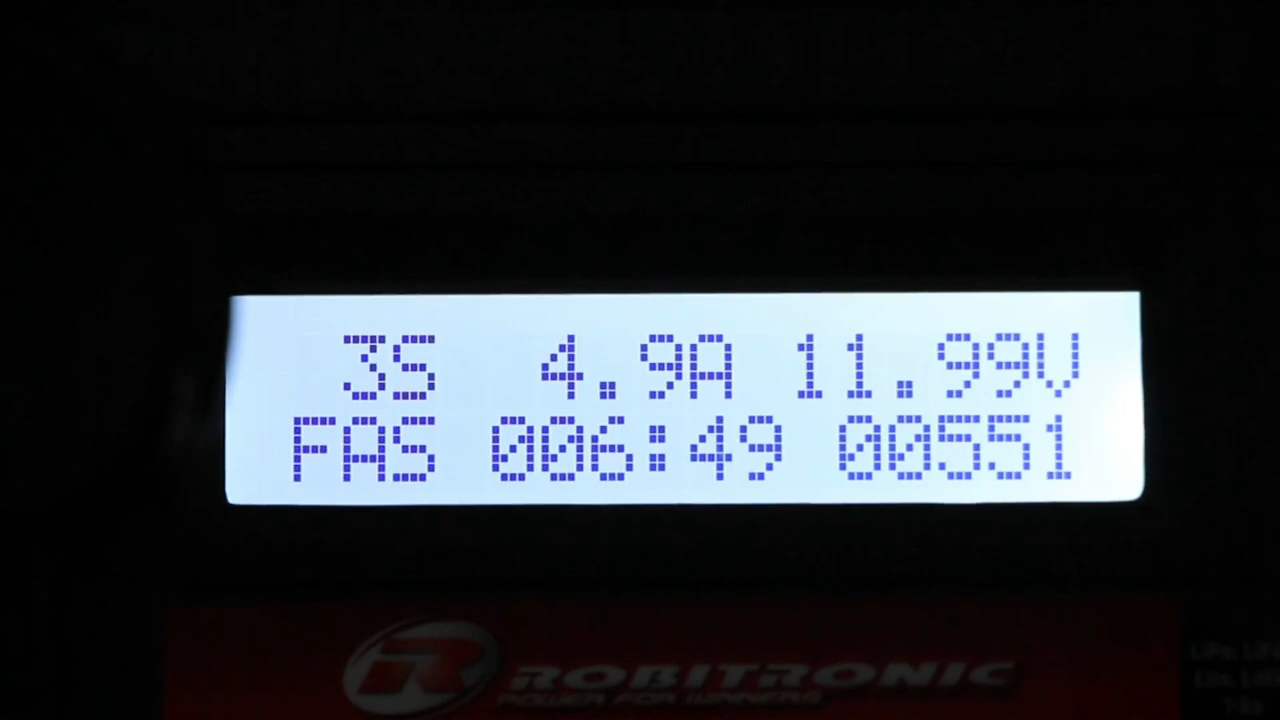 3S 4.9A 11.99V
FAS 006:49 00551
ROBITRONIC
POWER FOR WINNERS